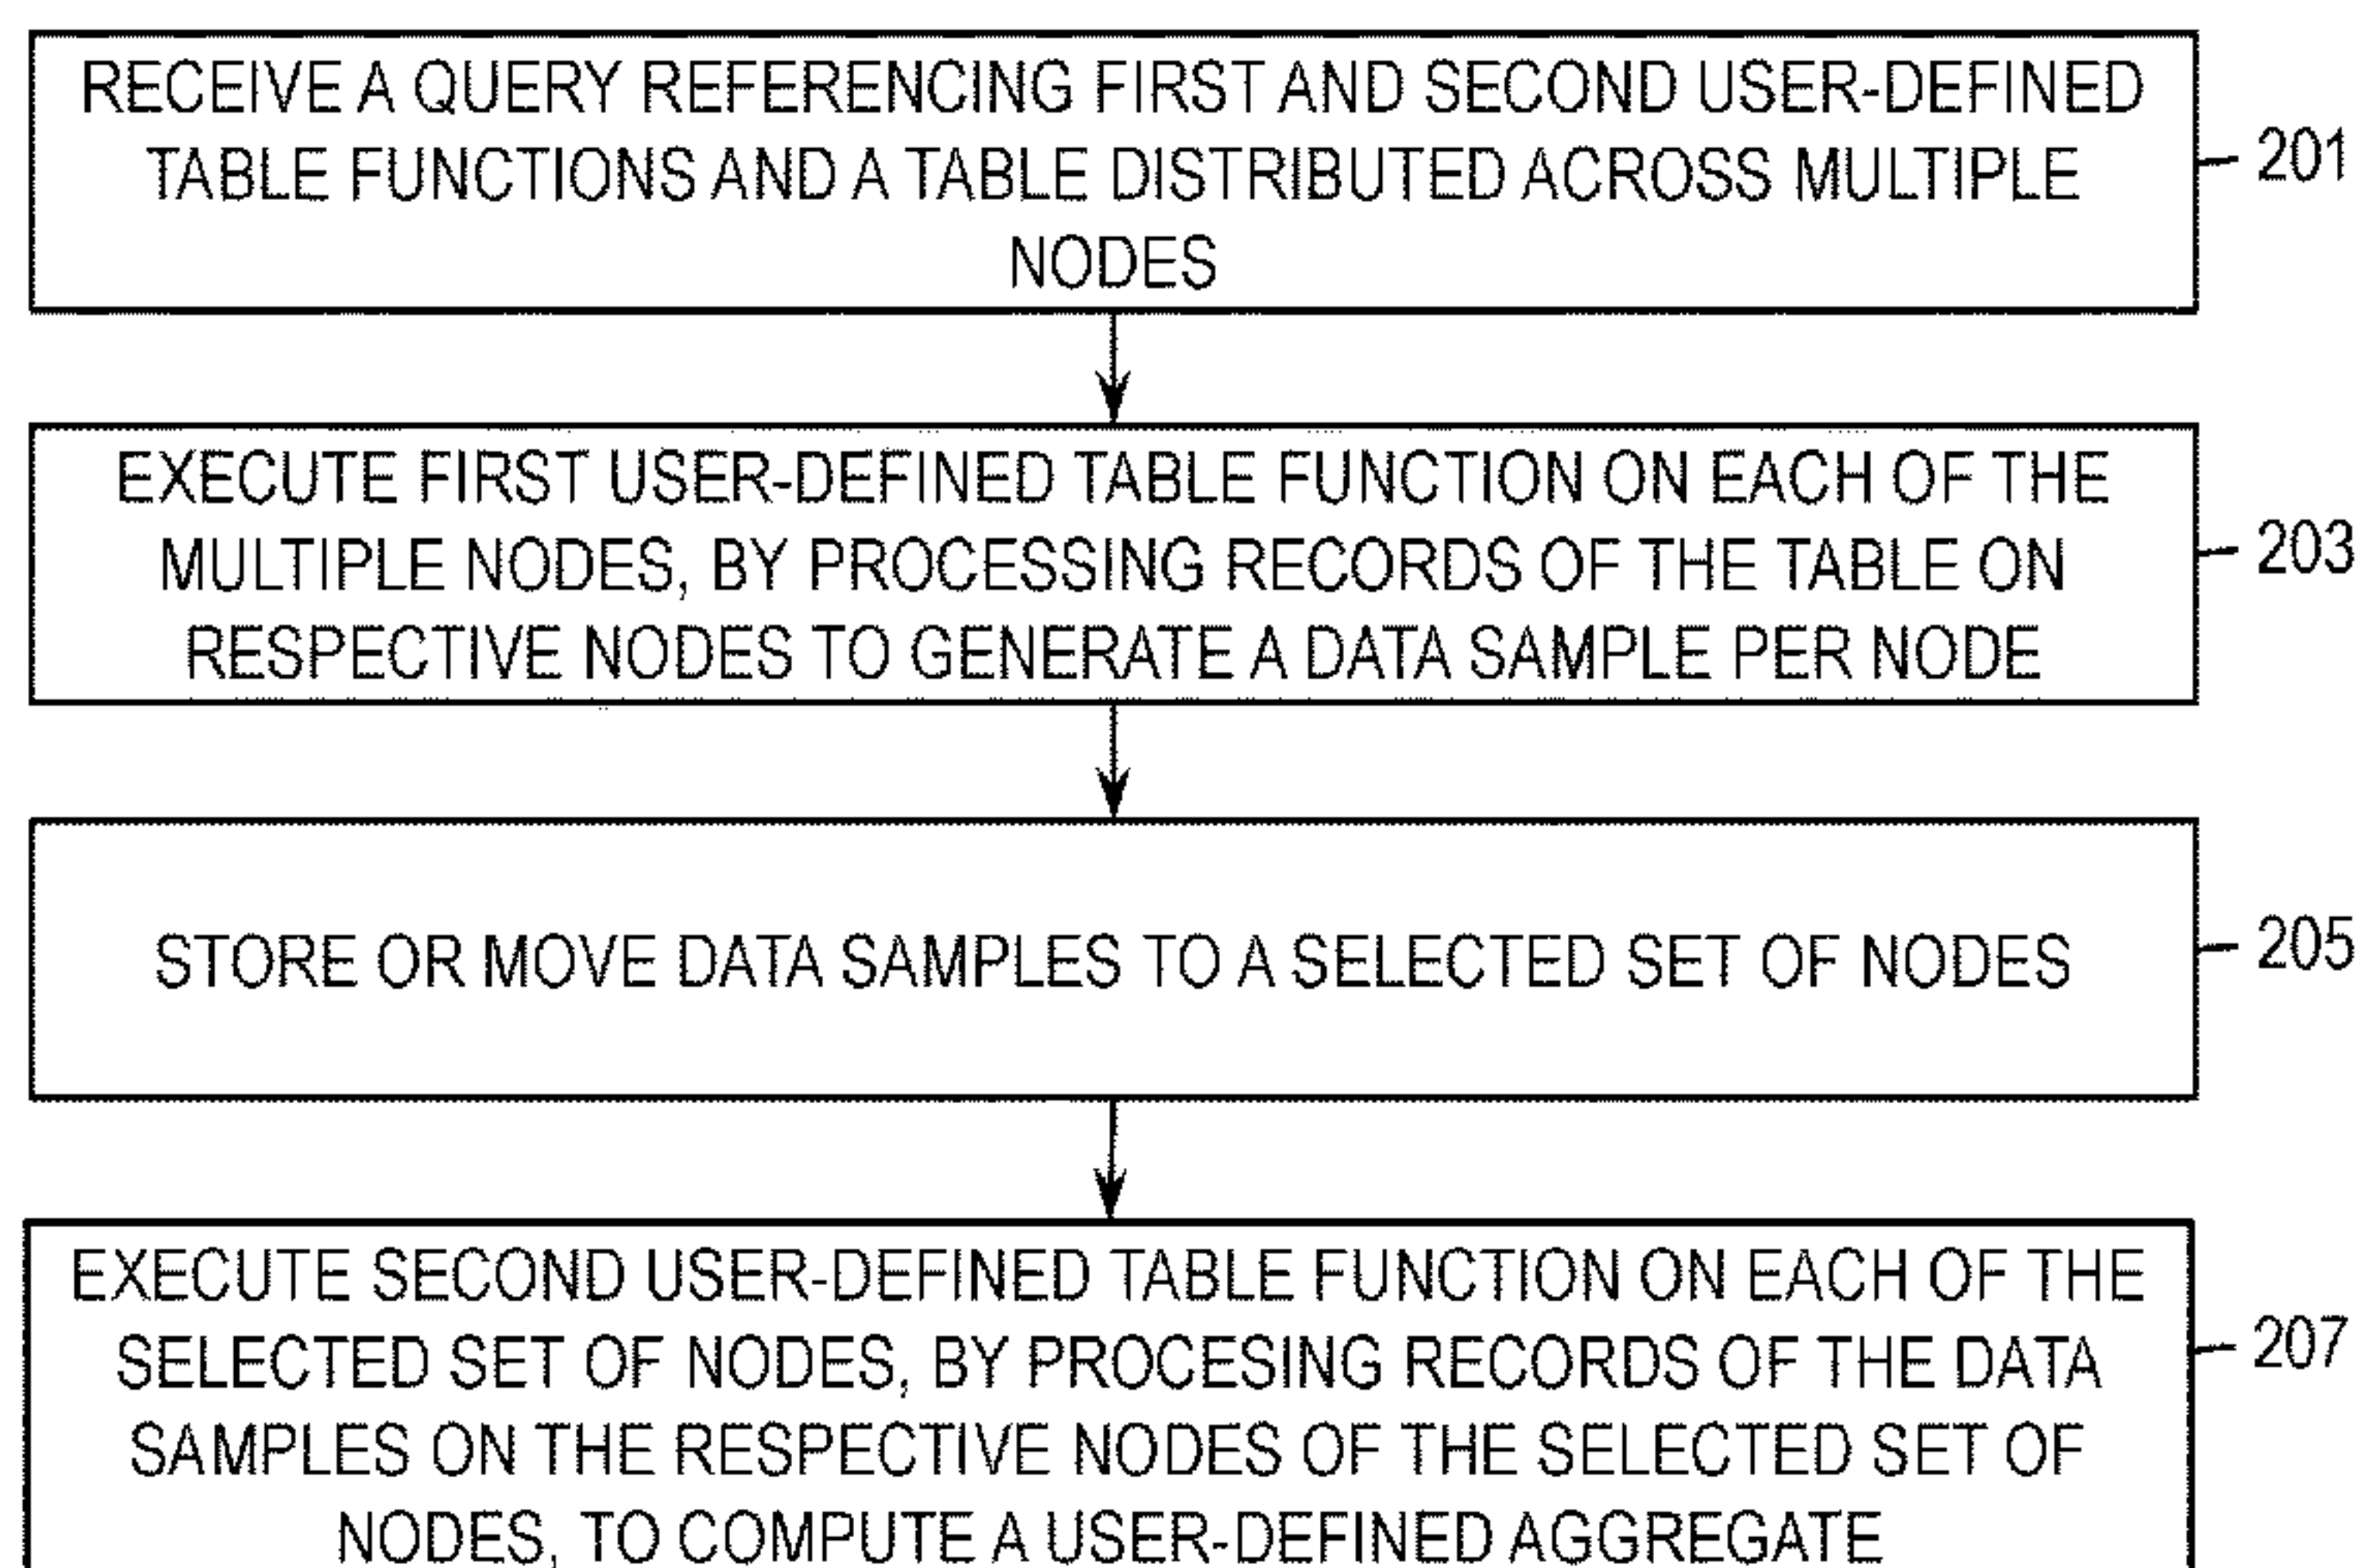 RECEIVE A QUERY REFERENCING FIRST AND SECOND USER-DEFINED
TABLE FUNCTIONS AND A TABLE DISTRIBUTED ACROSS MULTIPLE
NODES
201
EXECUTE FIRST USER-DEFINED TABLE FUNCTION ON EACH OF THE
MULTIPLE NODES, BY PROCESSING RECORDS OF THE TABLE ON
RESPECTIVE NODES TO GENERATE A DATA SAMPLE PER NODE
203
STORE OR MOVE DATA SAMPLES TO A SELECTED SET OF NODES
205
EXECUTE SECOND USER-DEFINED TABLE FUNCTION ON EACH OF THE
SELECTED SET OF NODES, BY PROCESING RECORDS OF THE DATA
SAMPLES ON THE RESPECTIVE NODES OF THE SELECTED SET OF
NODES, TO COMPUTE A USER-DEFINED AGGREGATE
207